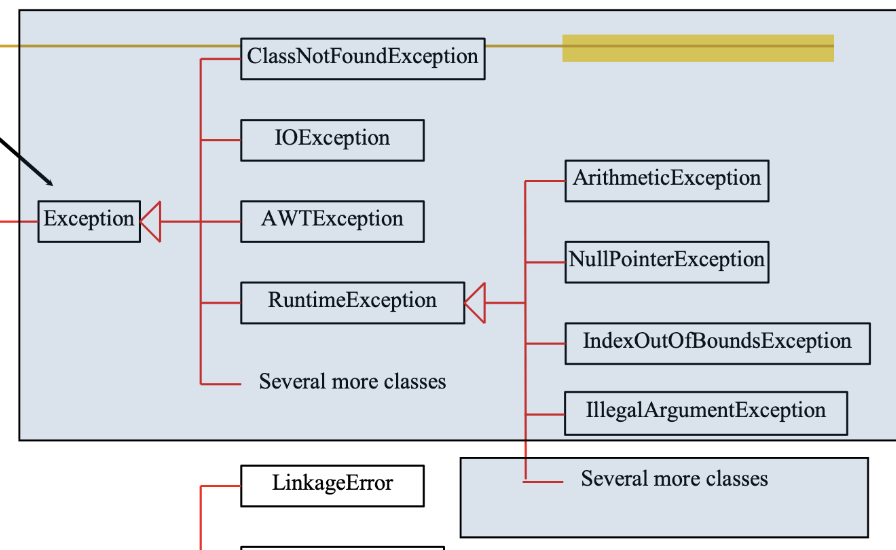 ClassNotFoundException
IOException
ArithmeticException
Exception
AWTException
NullPointerException
RuntimeException
IndexOutOfBoundsException
Several more classes
IllegalArgumentException
LinkageError
Several more classes